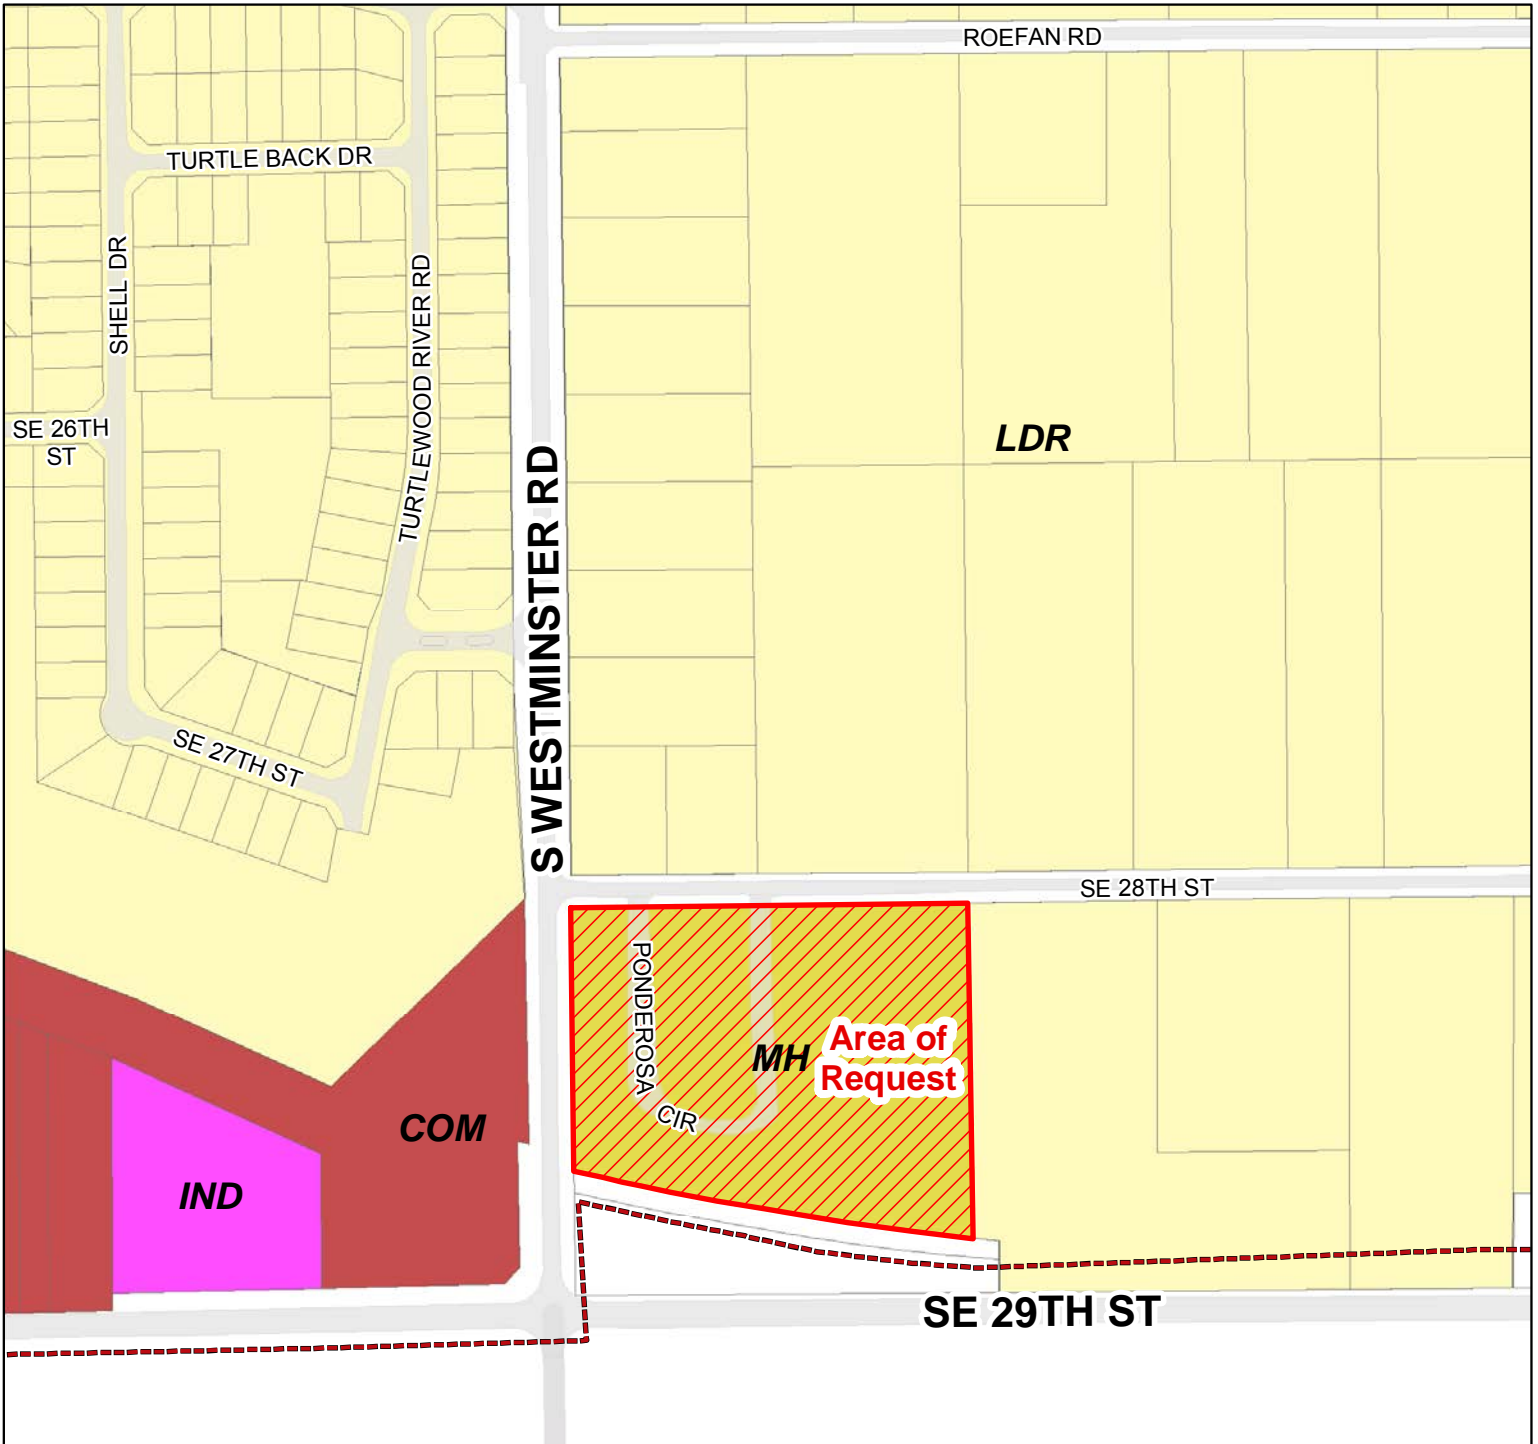 ROEFAN RD
TURTLE BACK DR
SHELL DR
TURTLEWOOD RIVER RD
SE 26TH
ST
LDR
S WESTMINSTER RD
SE 27TH ST
SE 28TH ST
PONDEROSA
CIR
MH
Area of
Request
COM
IND
SE 29TH ST